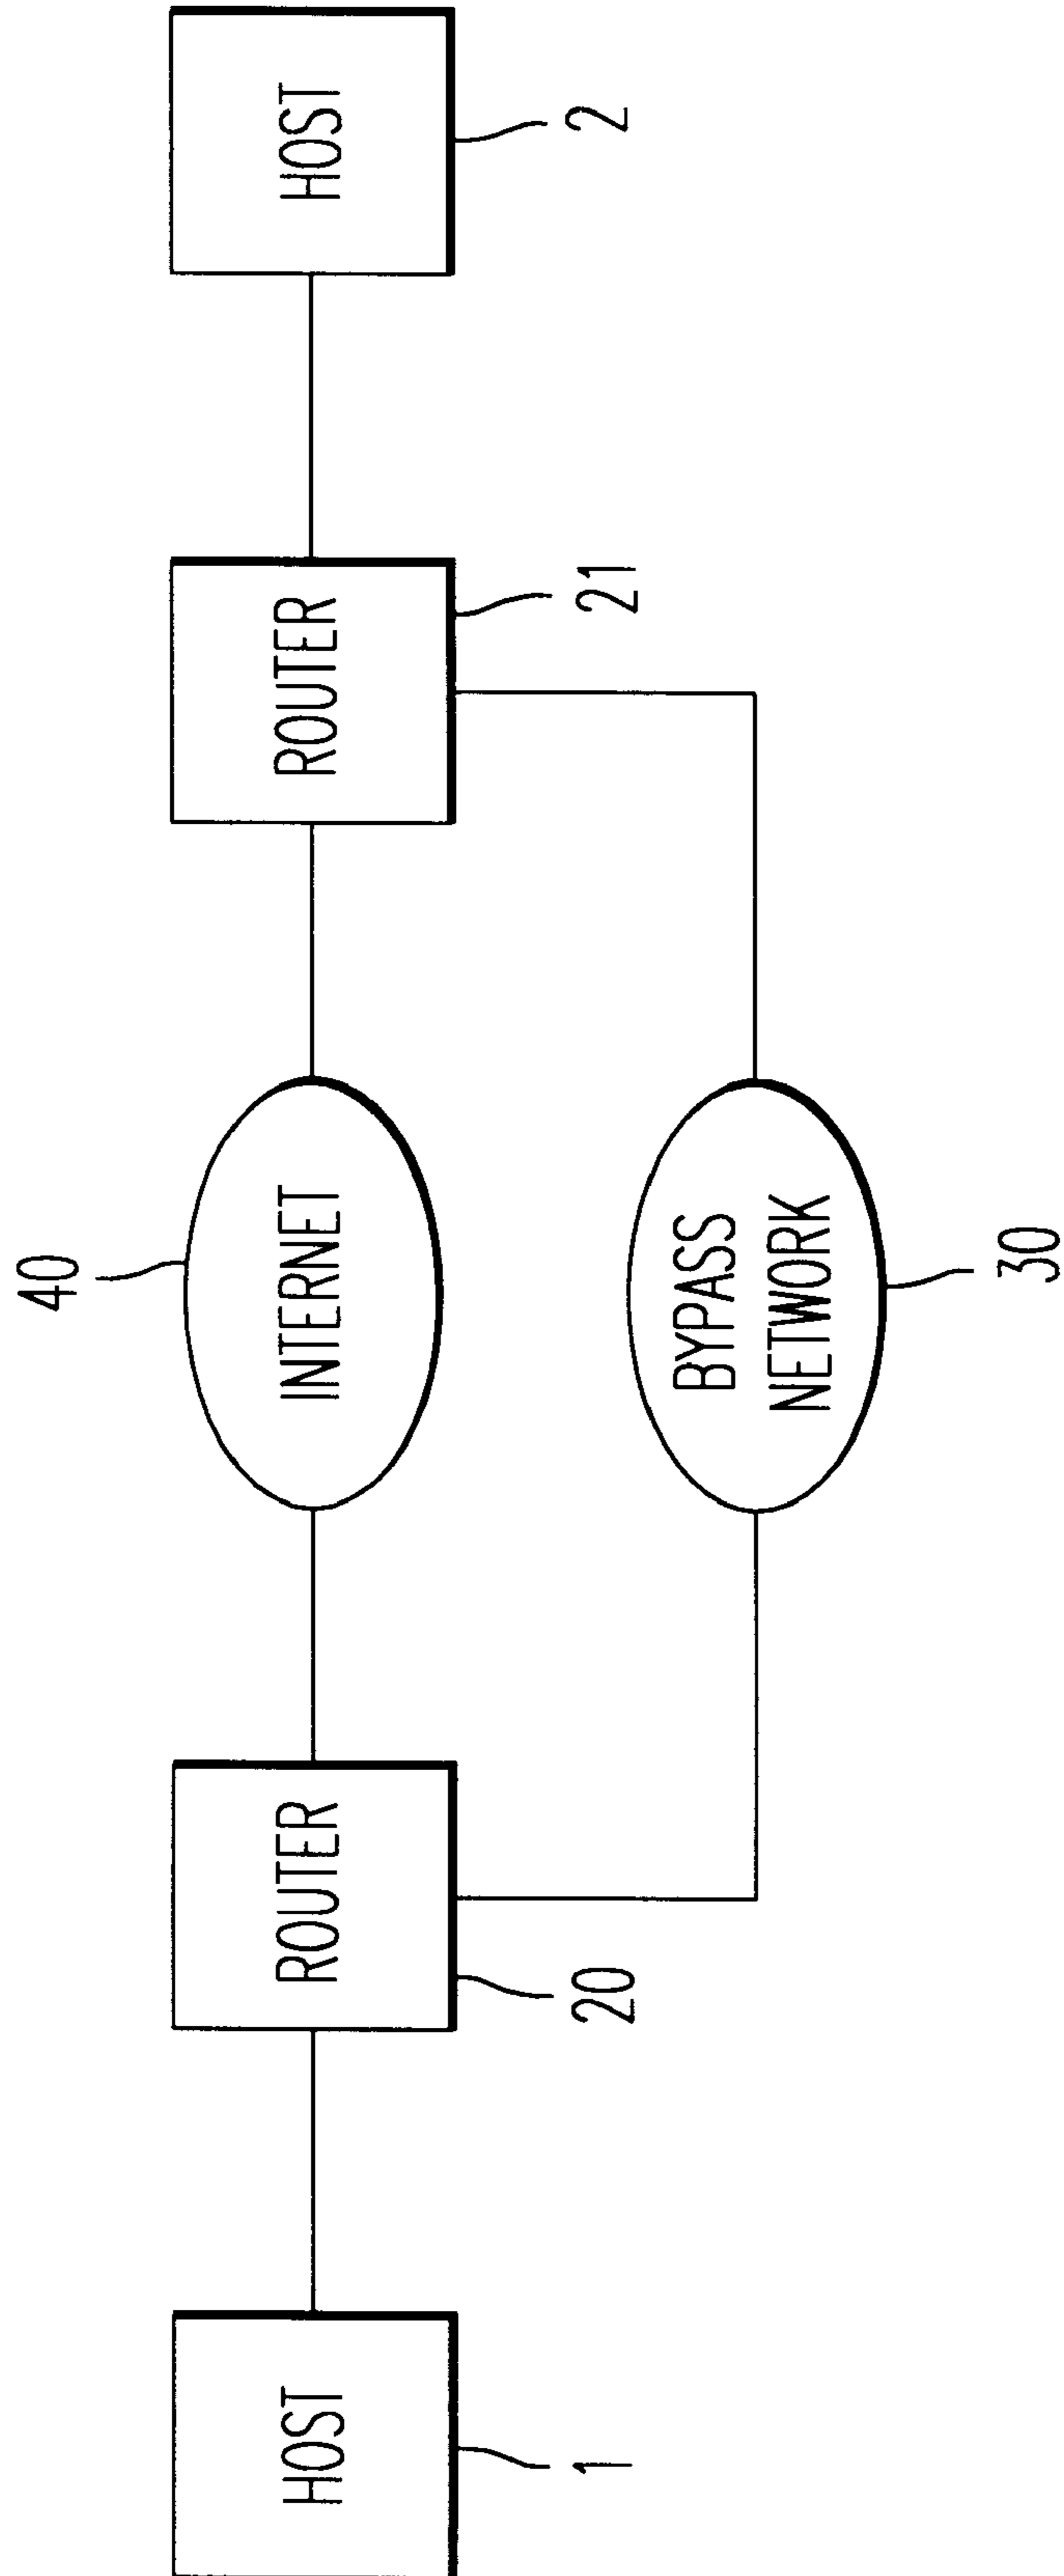 40
HOST
ROUTER
INTERNET
ROUTER
HOST
1
20
21
2
BYPASS
NETWORK
30